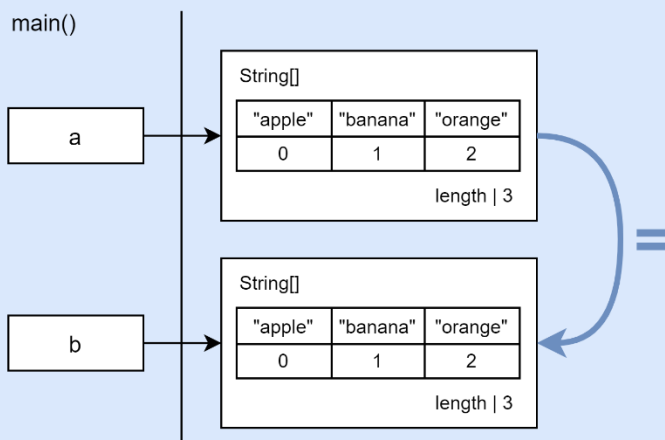 main()
String[]
a
"apple" "banana" "orange"
0 1 2
length | 3
String[]
b
"apple" "banana" "orange"
0 1 2
length | 3
=